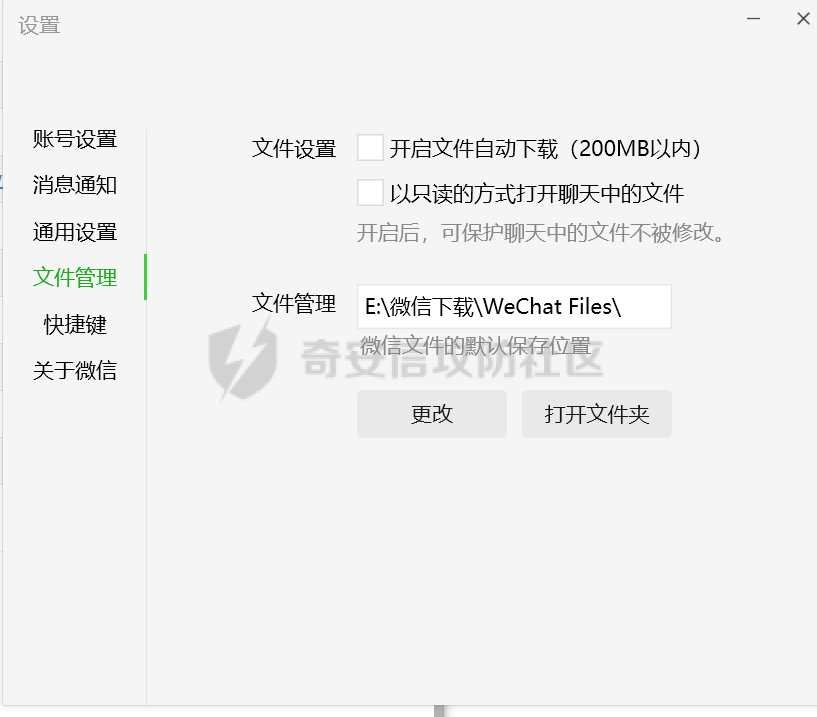 设置
账号设置
消息通知
通用设置
文件管理
快捷键
关于微信
文件设置
开启文件自动下载（200MB以内）
以只读的方式打开聊天中的文件
开启后，可保护聊天中的文件不被修改。
文件管理
E:\微信下载\WeChat Files\
微信文件的默认保存位置
奇安信攻防社区
更改
打开文件夹